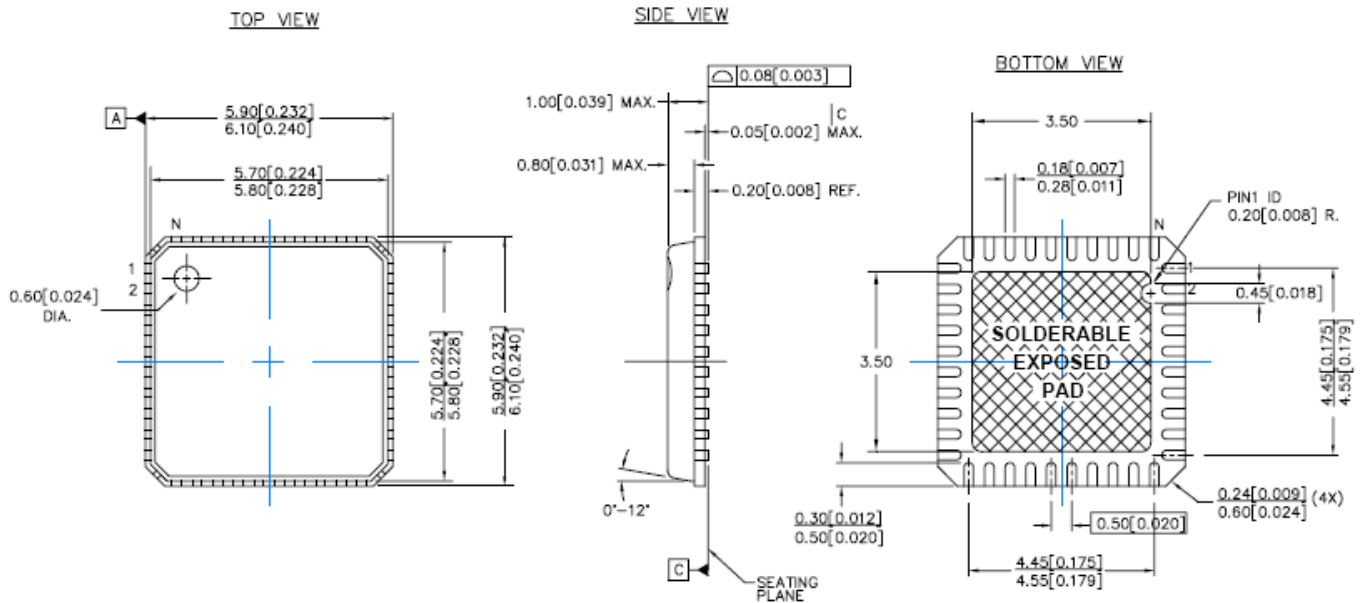 TOP VIEW
A
5.90[0.232]
6.10[0.240]
5.70[0.224]
5.80[0.228]
N
1
2
0.60[0.024]
DIA.
5.70[0.224]
5.80[0.228]
5.90[0.232]
6.10[0.240]
SIDE VIEW
0.08[0.003]
C
1.00[0.039] MAX.
0.05[0.002] MAX.
0.80[0.031] MAX.
0.20[0.008] REF.
0°-12°
C
SEATING
PLANE
BOTTOM VIEW
3.50
0.18[0.007]
0.28[0.011]
PIN1 ID
0.20[0.008] R.
N
1
2
0.45[0.018]
SOLDERABLE
EXPOSED
PAD
3.50
4.45[0.175]
4.55[0.179]
0.30[0.012]
0.50[0.020]
0.50[0.020]
0.24[0.009]
0.60[0.024]
(4X)
4.45[0.175]
4.55[0.179]